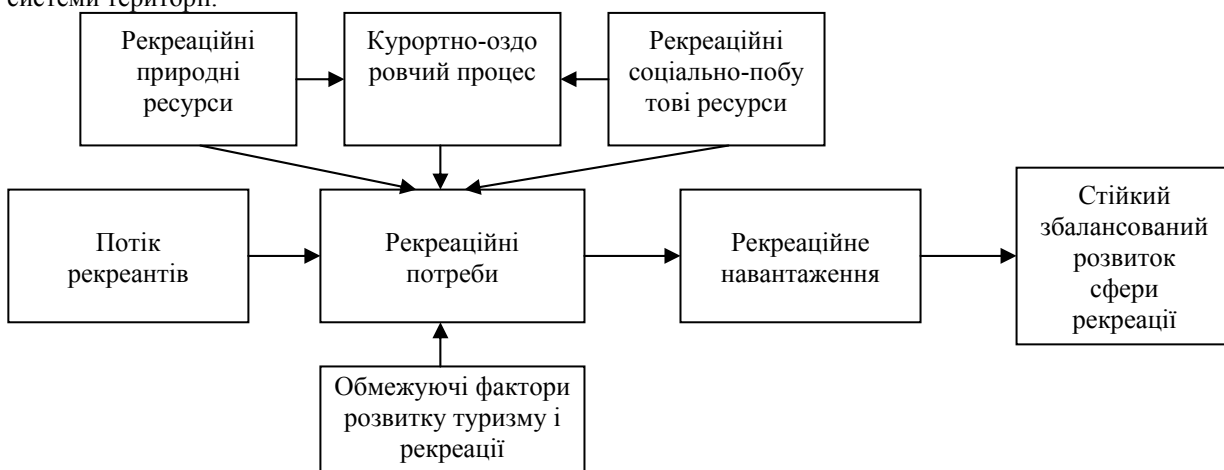 системи території.
Рекреаційні
природні
ресурси
Курортно-оздо
ровчий процес
Рекреаційні
соціально-побу
тові ресурси
Потік
рекреантів
Рекреаційні
потреби
Рекреаційне
навантаження
Стійкий
збалансований
розвиток
сфери
рекреації
Обмежуючі фактори
розвитку туризму і
рекреації